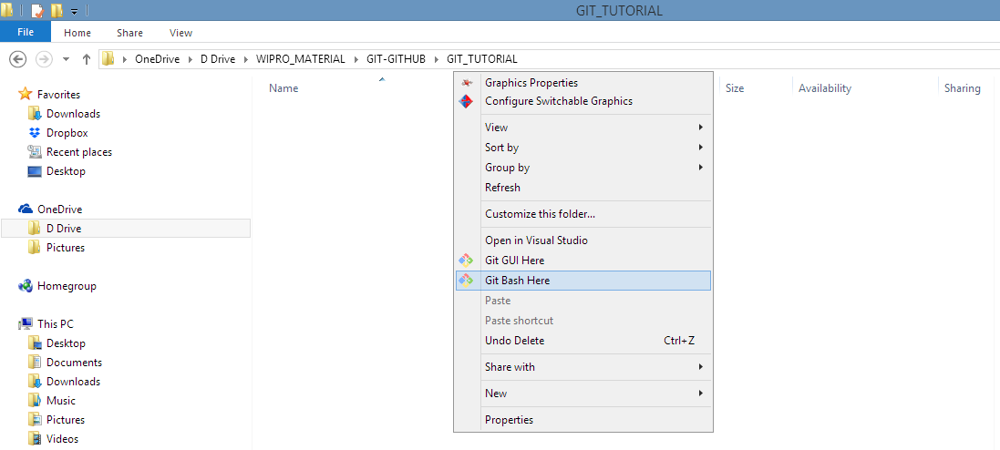 GIT_TUTORIAL
File Home Share View
OneDrive D Drive WIPRO_MATERIAL GIT-GITHUB GIT_TUTORIAL
Name Size Availability Sharing
Favorites
Downloads
Dropbox
Recent places
Desktop
OneDrive
D Drive
Pictures
Homegroup
This PC
Desktop
Documents
Downloads
Music
Pictures
Videos
Graphics Properties
Configure Switchable Graphics
View
Sort by
Group by
Refresh
Customize this folder...
Open in Visual Studio
Git GUI Here
Git Bash Here
Paste
Paste shortcut
Undo Delete Ctrl+Z
Share with
New
Properties